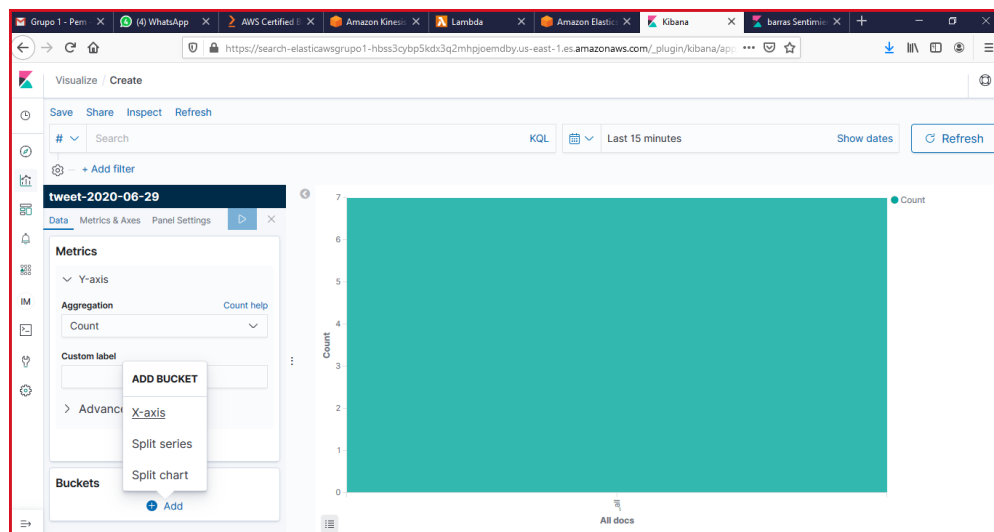 Grupo 1 - Pem
(4) WhatsApp
AWS Certified B
Amazon Kinesis
Lambda
Amazon Elastic
Kibana
barras Sentimie
https://search-elasticawsgrupo1-hbss3cybp5kdx3q2mhpjoemdby.us-east-1.es.amazonaws.com/_plugin/kibana/app
Visualize / Create
Save Share Inspect Refresh
# Search KQL Last 15 minutes Show dates Refresh
+ Add filter
tweet-2020-06-29
Data Metrics & Axes Panel Settings
Metrics
Y-axis
Aggregation Count help
Count
Custom label
ADD BUCKET
X-axis
Split series
Split chart
Advance
Buckets
Add
IM
Count
7
6
5
4
3
2
1
0
Count
all
All docs